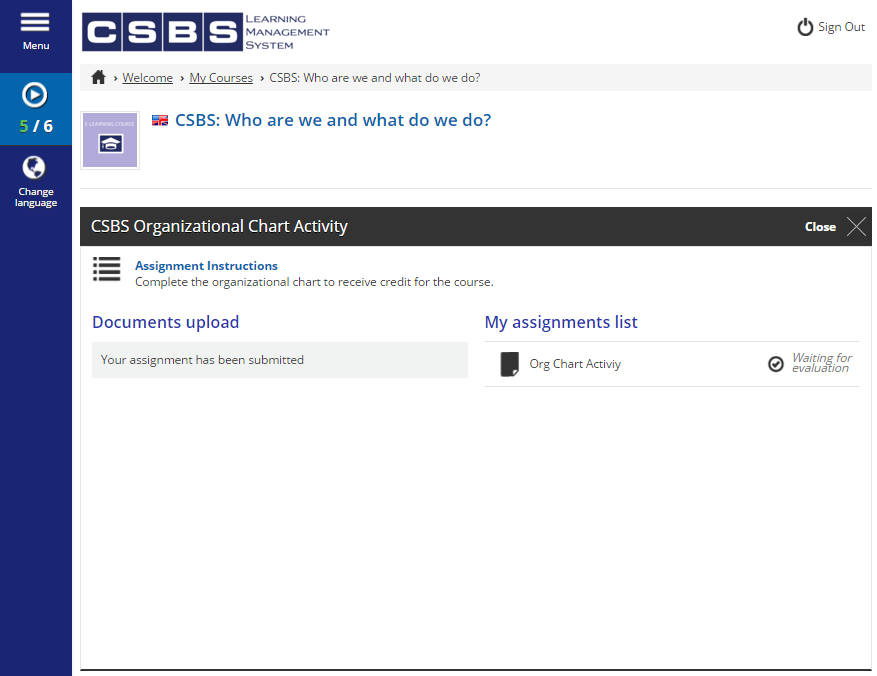 Menu
5 / 6
Change
language
CSBS LEARNING
MANAGEMENT
SYSTEM
Sign Out
› Welcome › My Courses › CSBS: Who are we and what do we do?
E-LEARNING COURSE
CSBS: Who are we and what do we do?
CSBS Organizational Chart Activity
Close
Assignment Instructions
Complete the organizational chart to receive credit for the course.
Documents upload
Your assignment has been submitted
My assignments list
Org Chart Activiy
Waiting for
evaluation